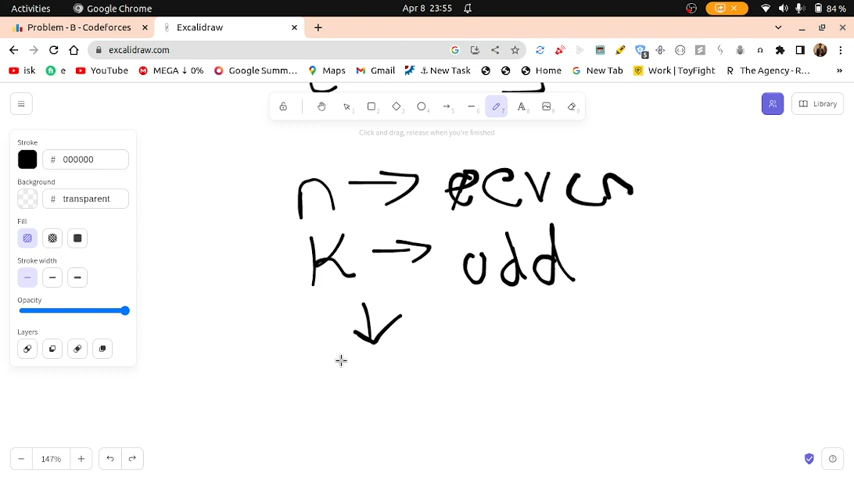 Activities Google Chrome Apr 8 23:55 84 %
Problem - B - Codeforces × Excalidraw × +
excalidraw.com
isk e YouTube MEGA ↓ 0% Google Summ... Maps Gmail ⚓ New Task Home New Tab Work | ToyFight The Agency - R... »
Library
Click and drag, release when you're finished
Stroke
# 000000
Background
# transparent
Fill
Stroke width
Opacity
Layers
n → even
K → odd
↓
− 147% +